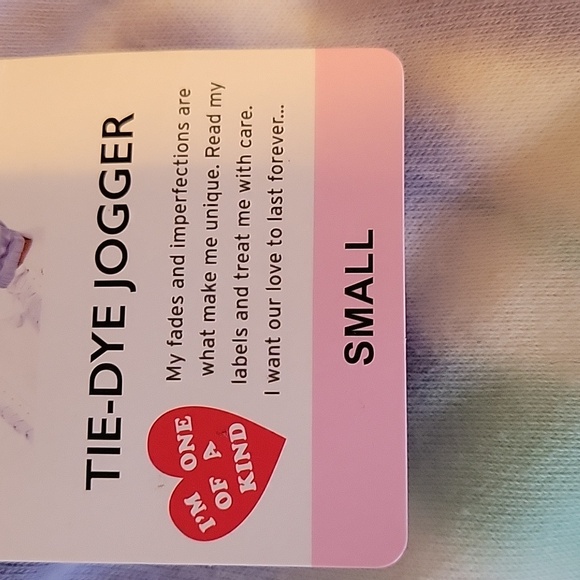 TIE-DYE JOGGER
I'M ONE
OF A
KIND
My fades and imperfections are
what make me unique. Read my
labels and treat me with care.
I want our love to last forever...
SMALL